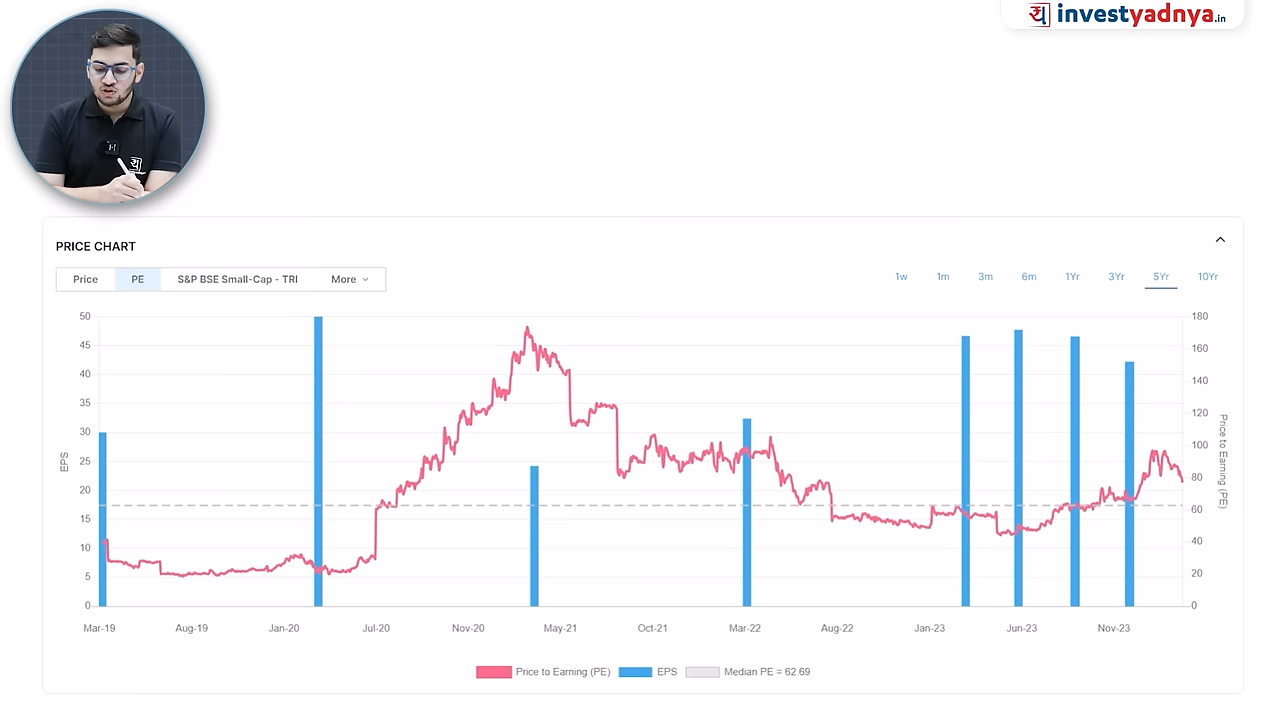 य investyadnya.in
य
PRICE CHART
Price PE S&P BSE Small-Cap - TRI More
1w 1m 3m 6m 1Yr 3Yr 5Yr 10Yr
50
45
40
35
30
25
20
15
10
5
0
EPS
180
160
140
120
100
80
60
40
20
0
Price to Earning (PE)
Mar-19 Aug-19 Jan-20 Jul-20 Nov-20 May-21 Oct-21 Mar-22 Aug-22 Jan-23 Jun-23 Nov-23
Price to Earning (PE) EPS Median PE = 62.69